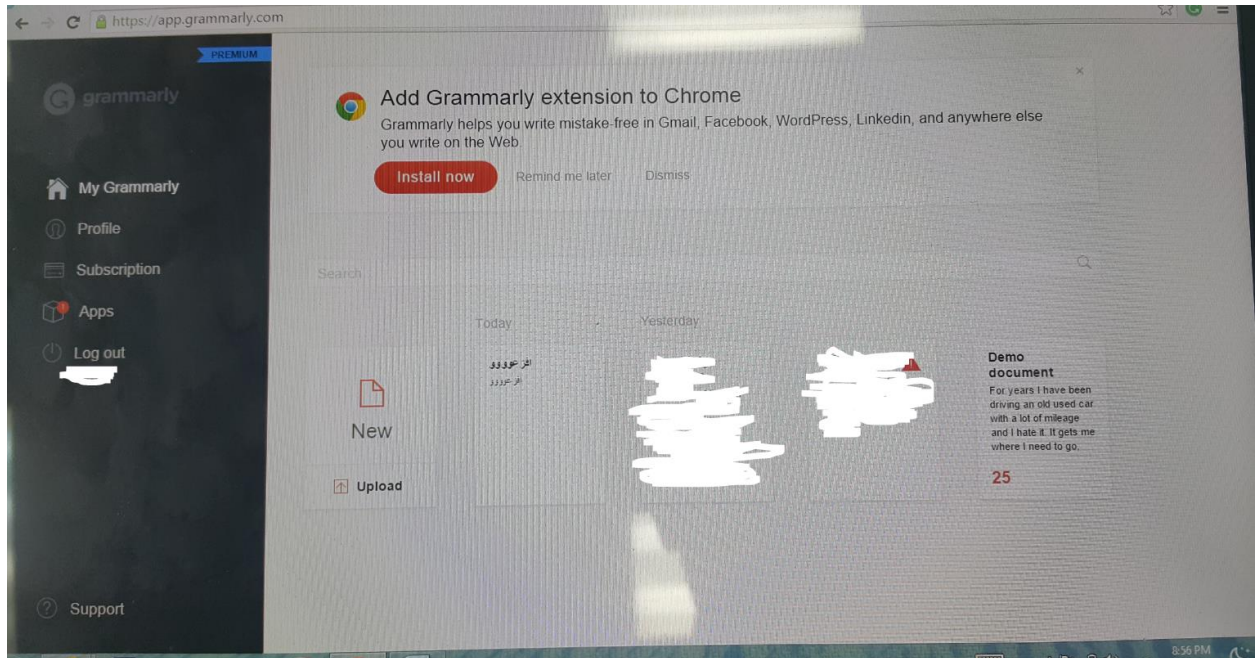 https://app.grammarly.com
PREMIUM
grammarly
My Grammarly
Profile
Subscription
Apps
Log out
Support
Add Grammarly extension to Chrome
Grammarly helps you write mistake-free in Gmail, Facebook, WordPress, Linkedin, and anywhere else
you write on the Web
Install now
Remind me later
Dismiss
Search
New
Upload
Today
Yesterday
Demo
document
For years I have been
driving an old used car
with a lot of mileage
and I hate it. It gets me
where I need to go.
25
8:56 PM